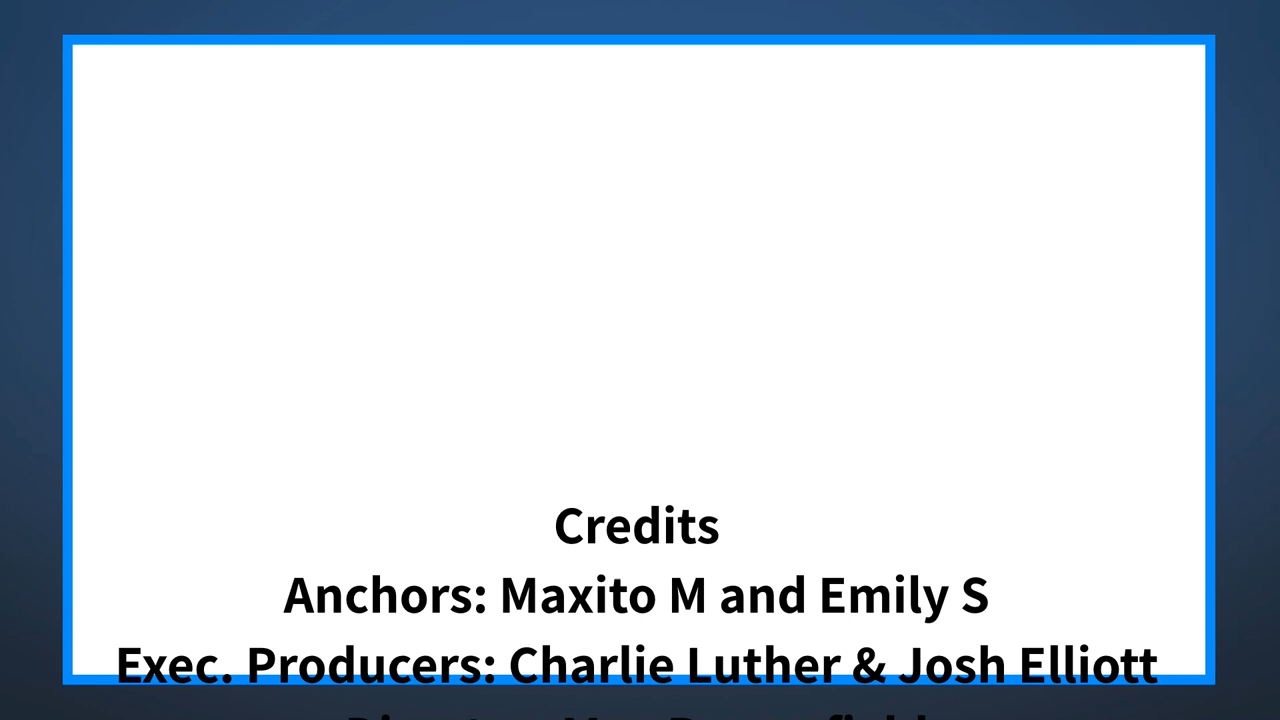 Credits
Anchors: Maxito M and Emily S
Exec. Producers: Charlie Luther & Josh Elliott